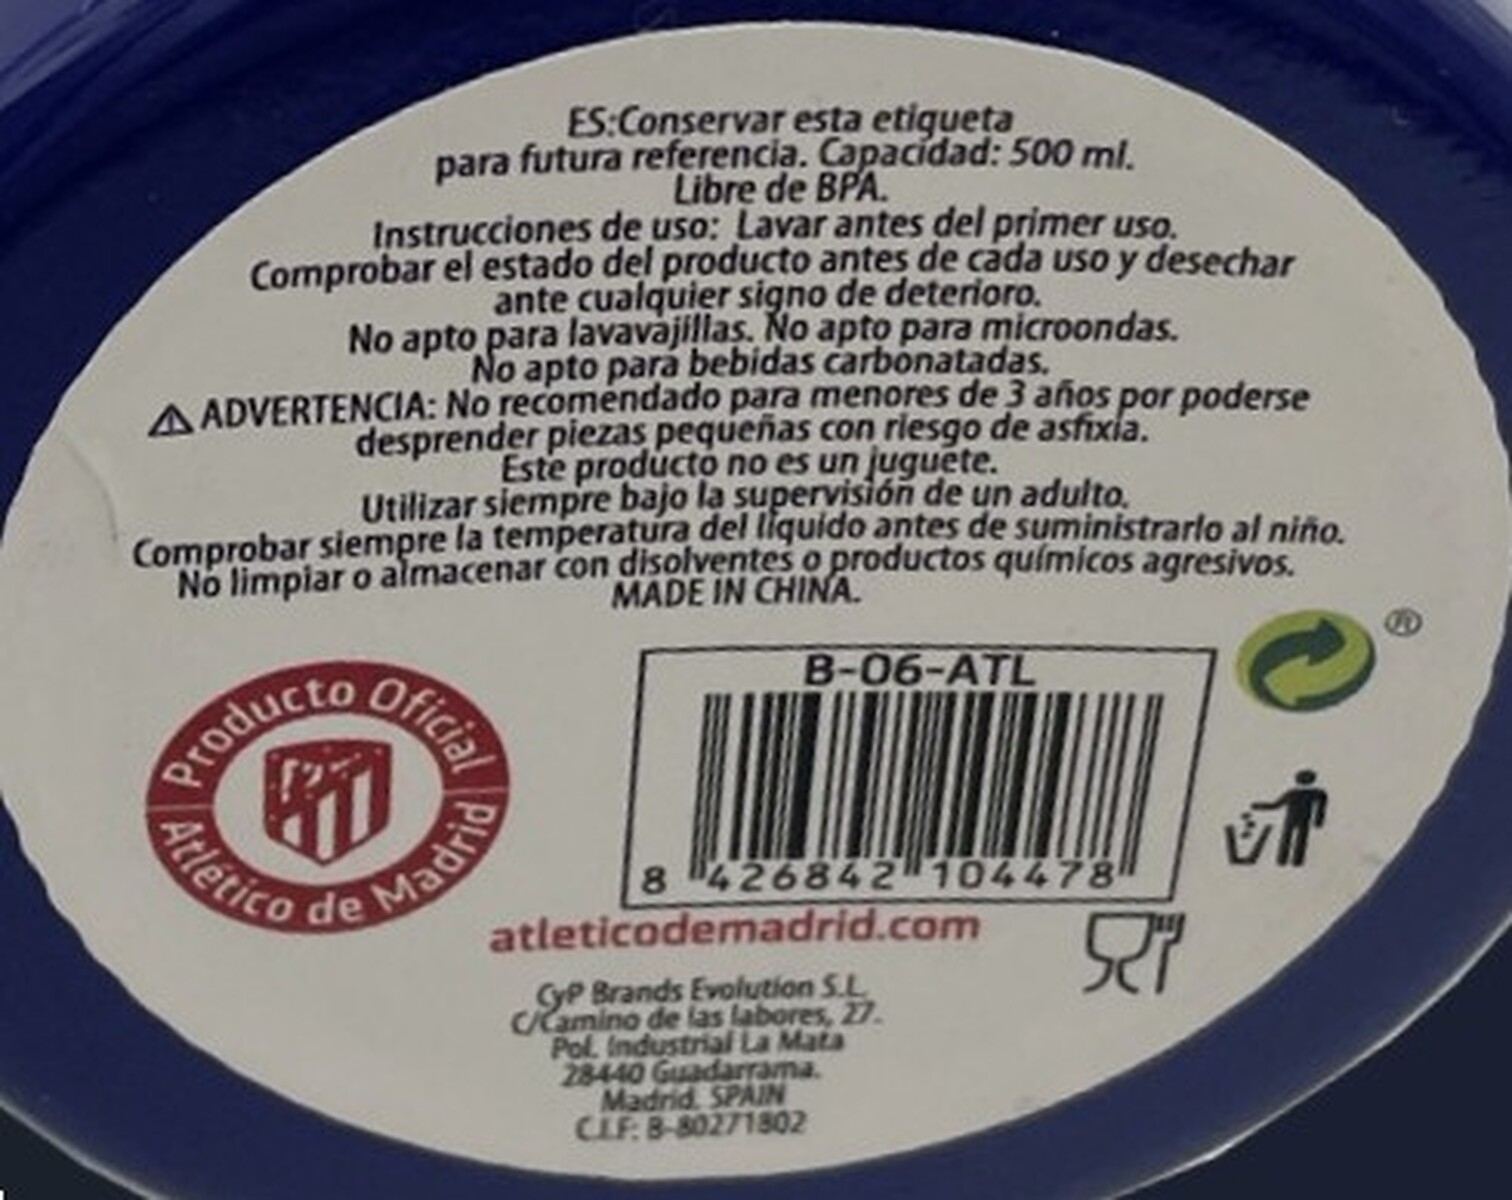 ES:Conservar esta etiqueta
para futura referencia. Capacidad: 500 ml.
Libre de BPA.
Instrucciones de uso: Lavar antes del primer uso.
Comprobar el estado del producto antes de cada uso y desechar
ante cualquier signo de deterioro.
No apto para lavavajillas. No apto para microondas.
No apto para bebidas carbonatadas.
⚠ ADVERTENCIA: No recomendado para menores de 3 años por poderse
desprender piezas pequeñas con riesgo de asfixia.
Este producto no es un juguete.
Utilizar siempre bajo la supervisión de un adulto.
Comprobar siempre la temperatura del líquido antes de suministrarlo al niño.
No limpiar o almacenar con disolventes o productos químicos agresivos.
MADE IN CHINA.
®
Producto Oficial
Atlético de Madrid
B-06-ATL
8 426842 104478
atleticodemadrid.com
CyP Brands Evolution S.L.
C/Camino de las labores, 27.
Pol. Industrial La Mata
28440 Guadarrama.
Madrid. SPAIN
C.I.F: B-80271802